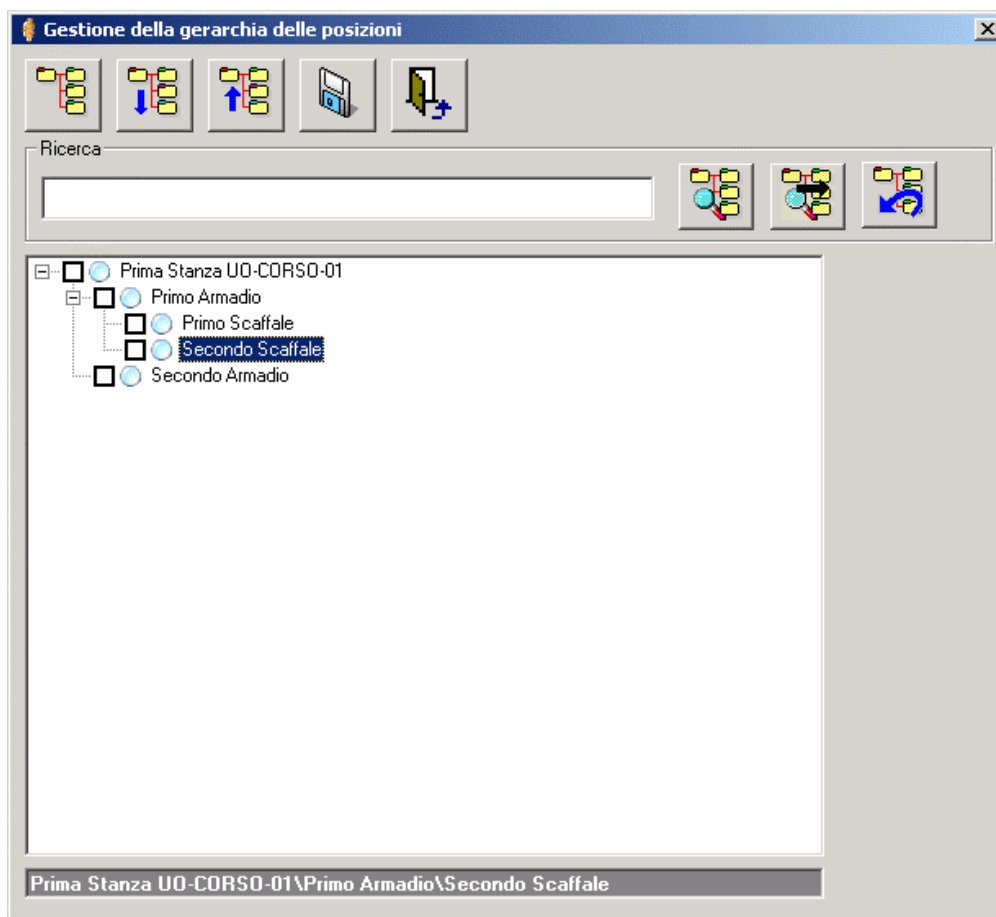 Gestione della gerarchia delle posizioni
Ricerca
Prima Stanza UO-CORSO-01
Primo Armadio
Primo Scaffale
Secondo Scaffale
Secondo Armadio
Prima Stanza UO-CORSO-01\Primo Armadio\Secondo Scaffale